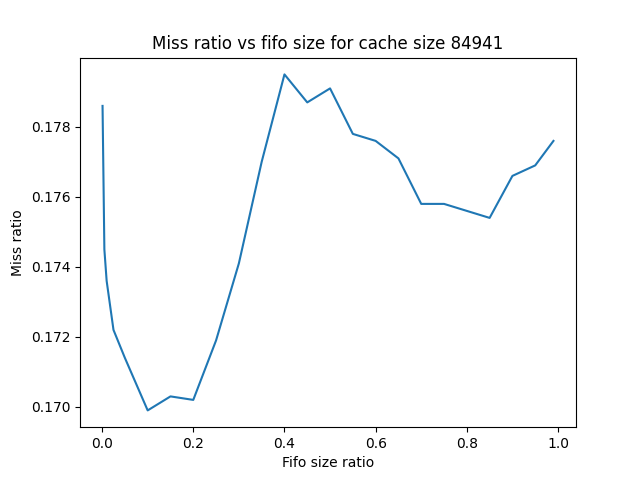 Miss ratio vs fifo size for cache size 84941
0.178
0.176
0.174
0.172
0.170
Miss ratio
0.0 0.2 0.4 0.6 0.8 1.0
Fifo size ratio